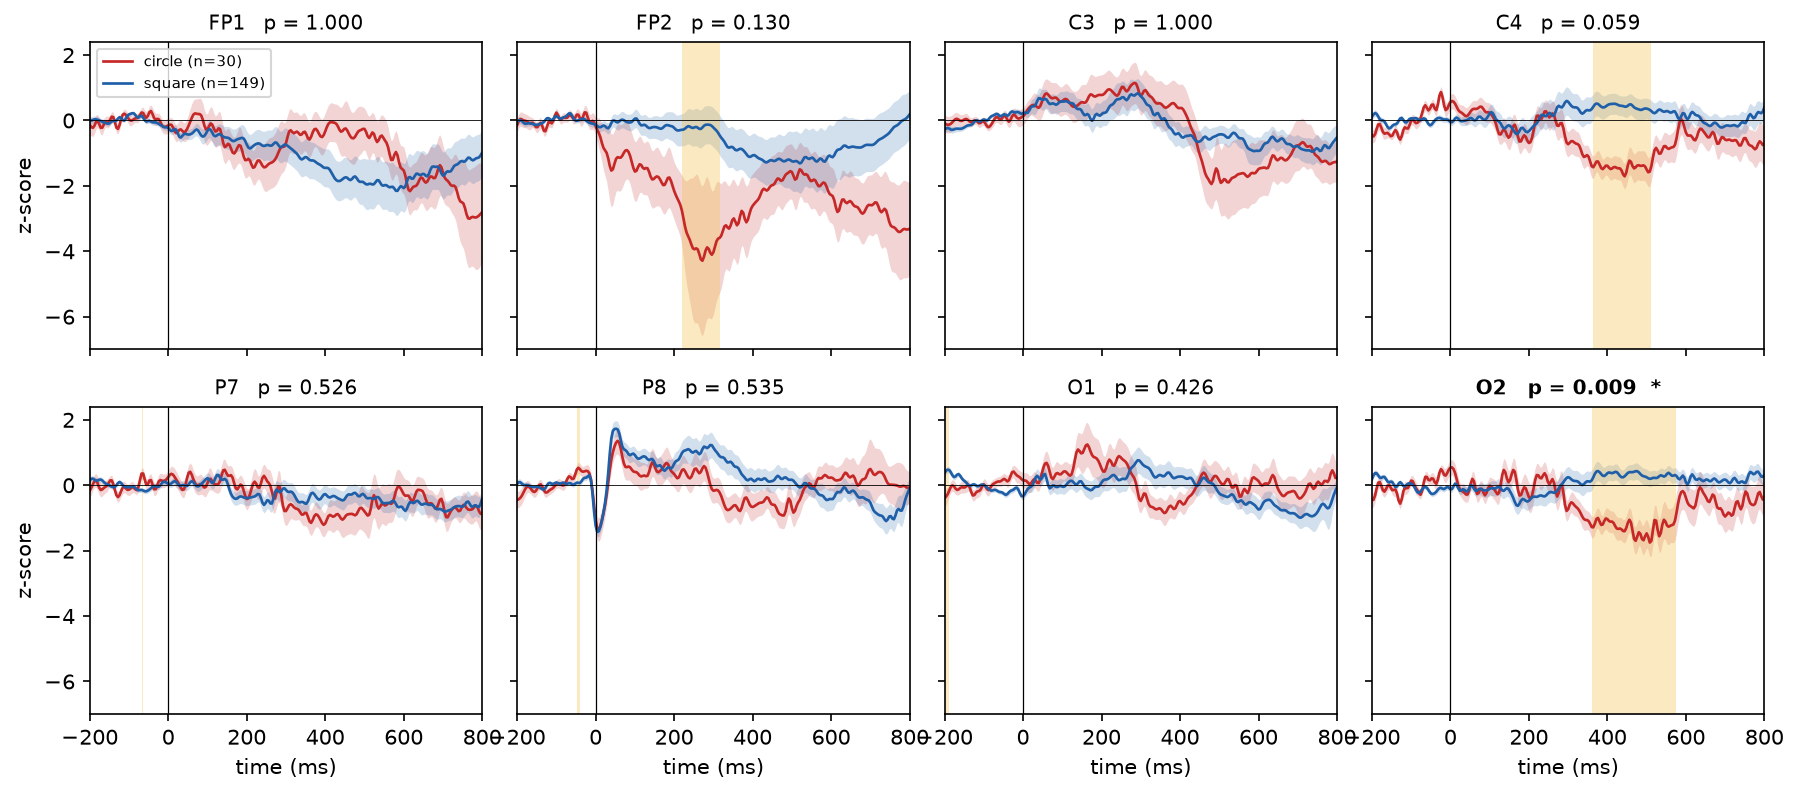 FP1   p = 1.000
FP2   p = 0.130
C3   p = 1.000
C4   p = 0.059
circle (n=30)
square (n=149)
2
0
−2
−4
−6
z-score
P7   p = 0.526
P8   p = 0.535
O1   p = 0.426
O2   p = 0.009  *
2
0
−2
−4
−6
z-score
−200 0 200 400 600 800
−200 0 200 400 600 800
−200 0 200 400 600 800
−200 0 200 400 600 800
time (ms)
time (ms)
time (ms)
time (ms)